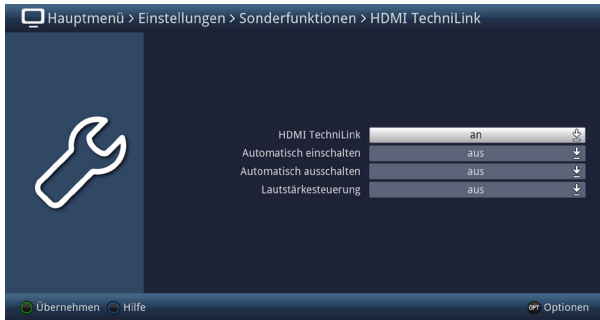 Hauptmenü > Einstellungen > Sonderfunktionen > HDMI TechniLink
HDMI TechniLink an
Automatisch einschalten aus
Automatisch ausschalten aus
Lautstärkesteuerung aus
Übernehmen Hilfe OPT Optionen